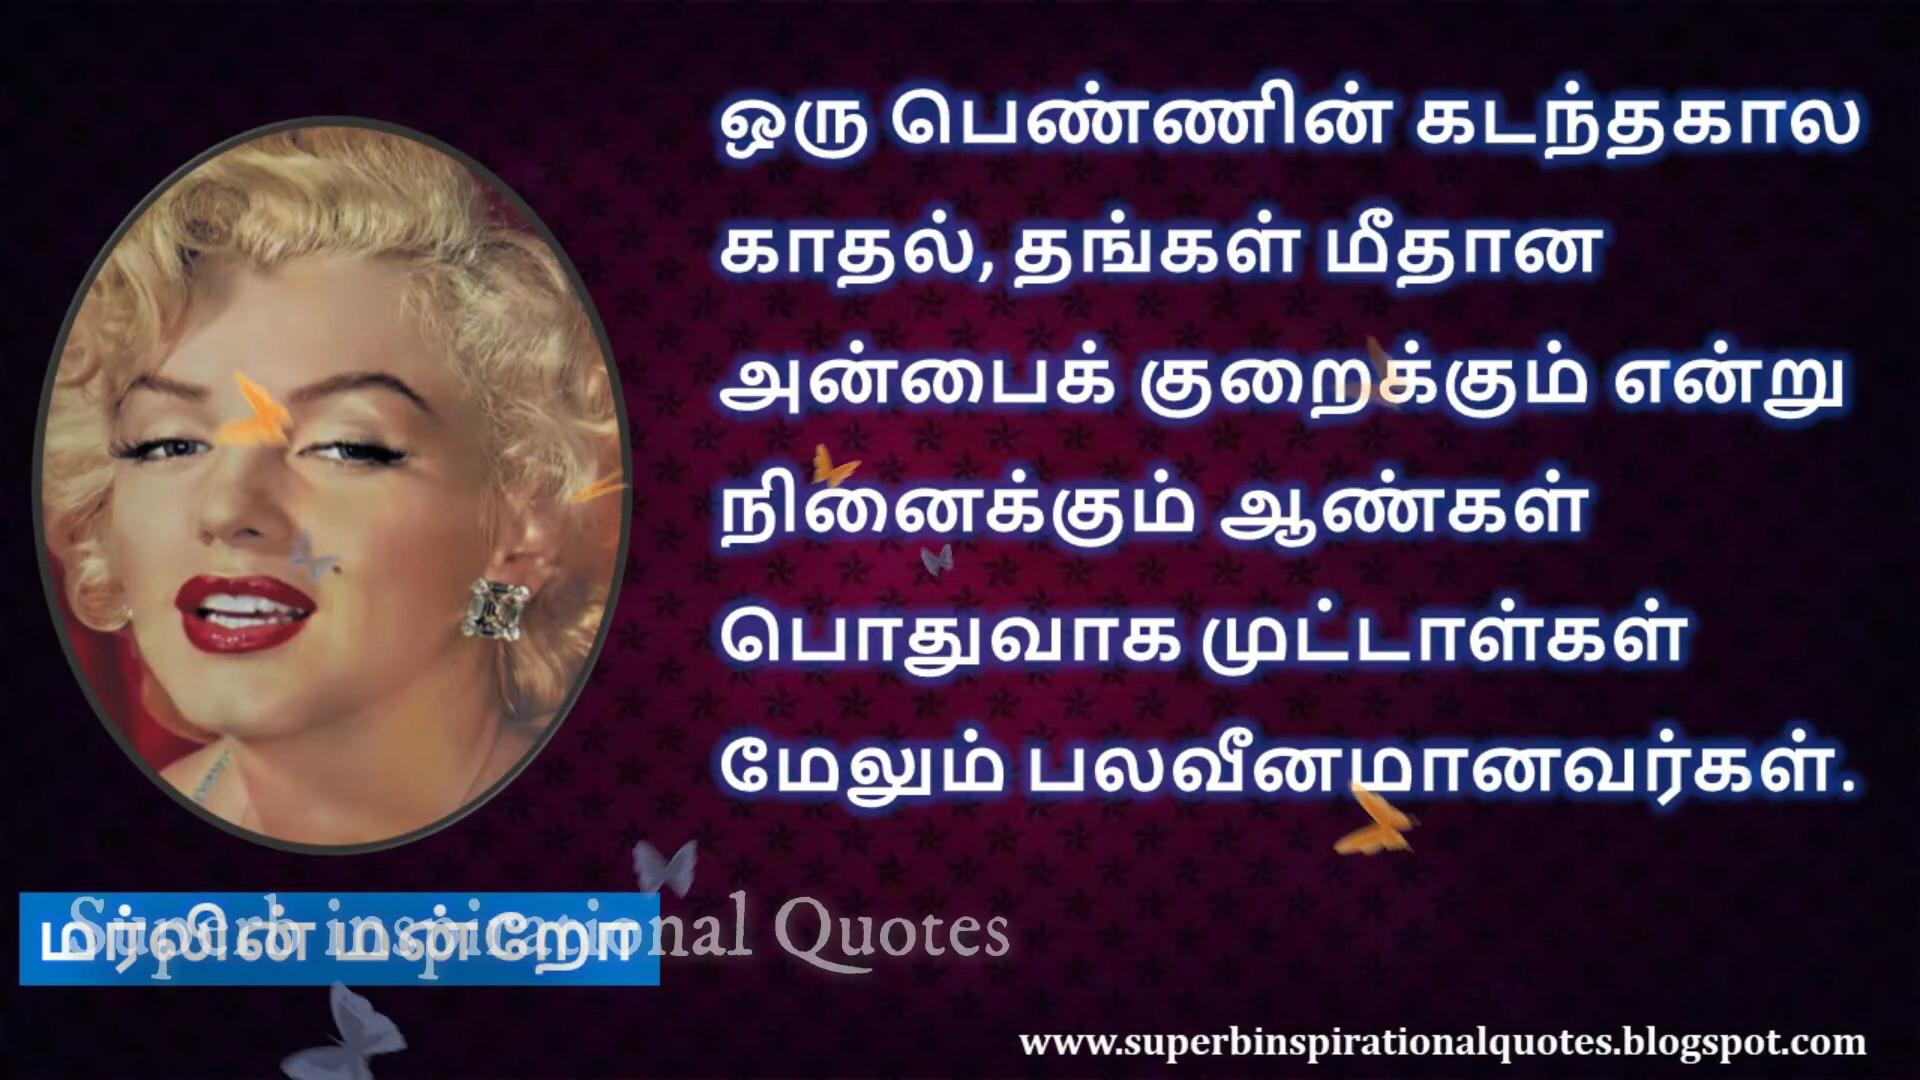 ஒரு பெண்ணின் கடந்தகால
காதல், தங்கள் மீதான
அன்பைக் குறைக்கும் என்று
நினைக்கும் ஆண்கள்
பொதுவாக முட்டாள்கள்
மேலும் பலவீனமானவர்கள்.
மர்லின் மன்றோ
Superb inspirational Quotes
www.superbinspirationalquotes.blogspot.com